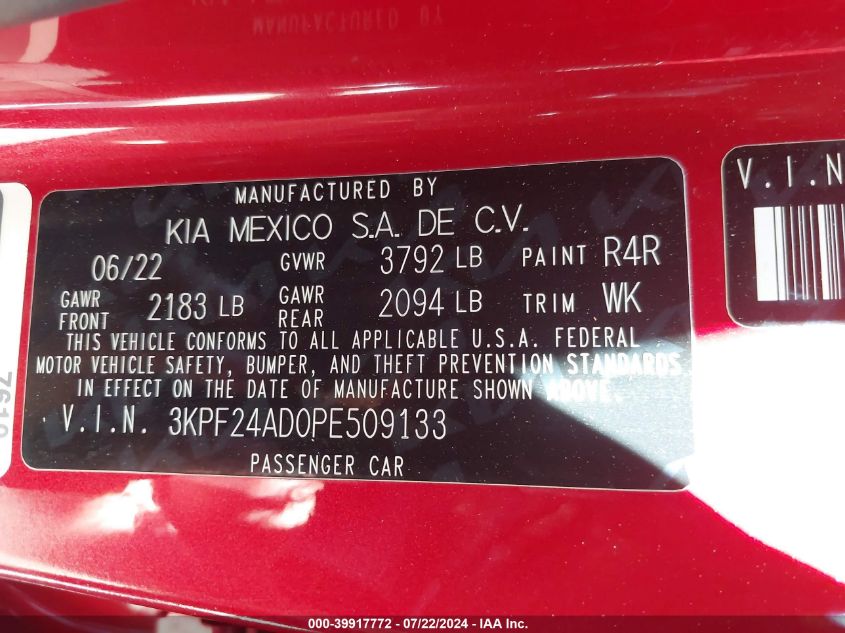 MANUFACTURED BY
MANUFACTURED BY
KIA MEXICO S.A. DE C.V.
06/22 GVWR 3792 LB PAINT R4R
GAWR FRONT 2183 LB GAWR REAR 2094 LB TRIM WK
THIS VEHICLE CONFORMS TO ALL APPLICABLE U.S.A. FEDERAL
MOTOR VEHICLE SAFETY, BUMPER, AND THEFT PREVENTION STANDARDS
IN EFFECT ON THE DATE OF MANUFACTURE SHOWN ABOVE.
V.I.N. 3KPF24AD0PE509133
PASSENGER CAR
V.I.N
000-39917772 - 07/22/2024 - IAA Inc.